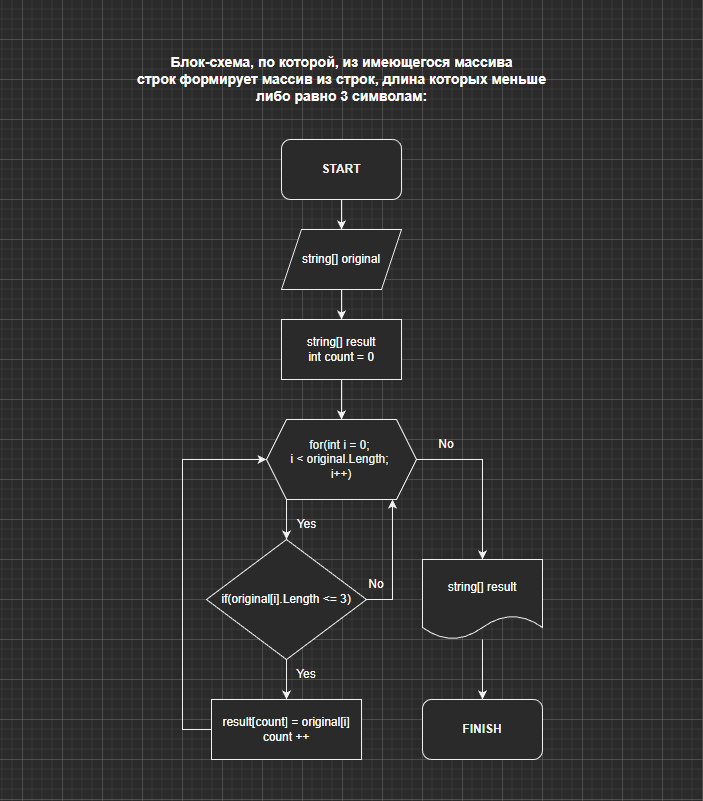 Блок-схема, по которой, из имеющегося массива
строк формирует массив из строк, длина которых меньше
либо равно 3 символам:
START
string[] original
string[] result
int count = 0
for(int i = 0;
i < original.Length;
i++)
No
Yes
if(original[i].Length <= 3)
No
string[] result
Yes
result[count] = original[i]
count ++
FINISH